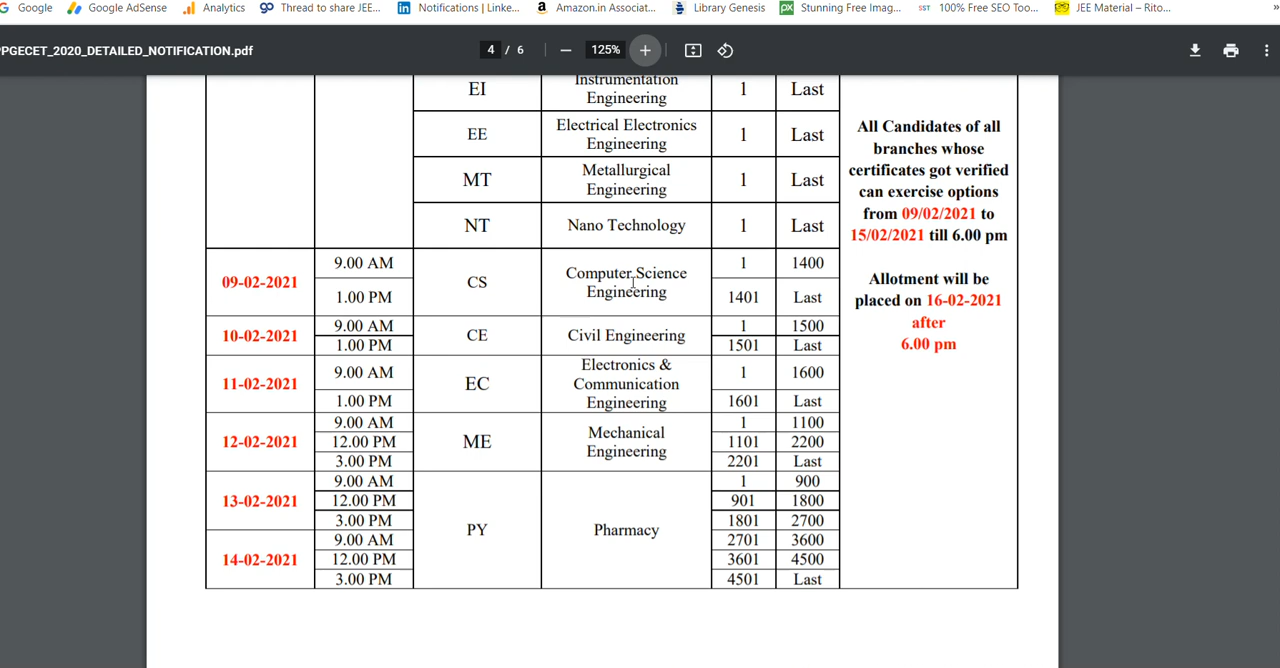 Google Google AdSense Analytics Thread to share JEE... Notifications | Linke... Amazon.in Associat... Library Genesis Stunning Free Imag... SST 100% Free SEO Too... JEE Material – Rito... »
PGECET_2020_DETAILED_NOTIFICATION.pdf 4 / 6 — 125% +
EI Instrumentation Engineering 1 Last
EE Electrical Electronics Engineering 1 Last
MT Metallurgical Engineering 1 Last
NT Nano Technology 1 Last
09-02-2021 9.00 AM CS Computer Science Engineering 1 1400
1.00 PM 1401 Last
10-02-2021 9.00 AM CE Civil Engineering 1 1500
1.00 PM 1501 Last
11-02-2021 9.00 AM EC Electronics & Communication Engineering 1 1600
1.00 PM 1601 Last
12-02-2021 9.00 AM ME Mechanical Engineering 1 1100
12.00 PM 1101 2200
3.00 PM 2201 Last
13-02-2021 9.00 AM PY Pharmacy 1 900
12.00 PM 901 1800
3.00 PM 1801 2700
14-02-2021 9.00 AM 2701 3600
12.00 PM 3601 4500
3.00 PM 4501 Last
All Candidates of all
branches whose
certificates got verified
can exercise options
from 09/02/2021 to
15/02/2021 till 6.00 pm
Allotment will be
placed on 16-02-2021
after
6.00 pm